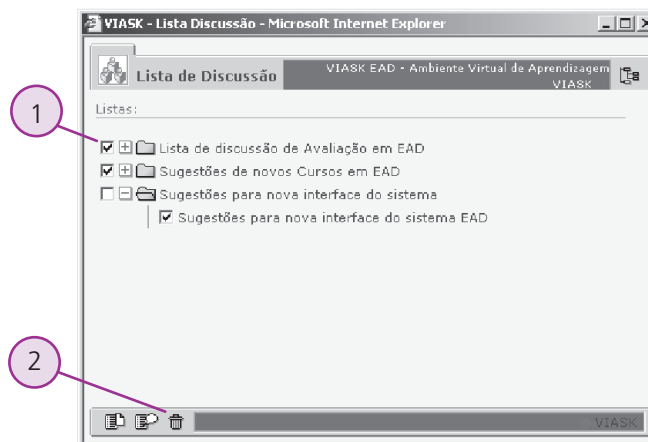 VIASK - Lista Discussão - Microsoft Internet Explorer
Lista de Discussão
VIASK EAD - Ambiente Virtual de Aprendizagem
VIASK
1
Listas:
Lista de discussão de Avaliação em EAD
Sugestões de novos Cursos em EAD
Sugestões para nova interface do sistema
Sugestões para nova interface do sistema EAD
2
VIASK